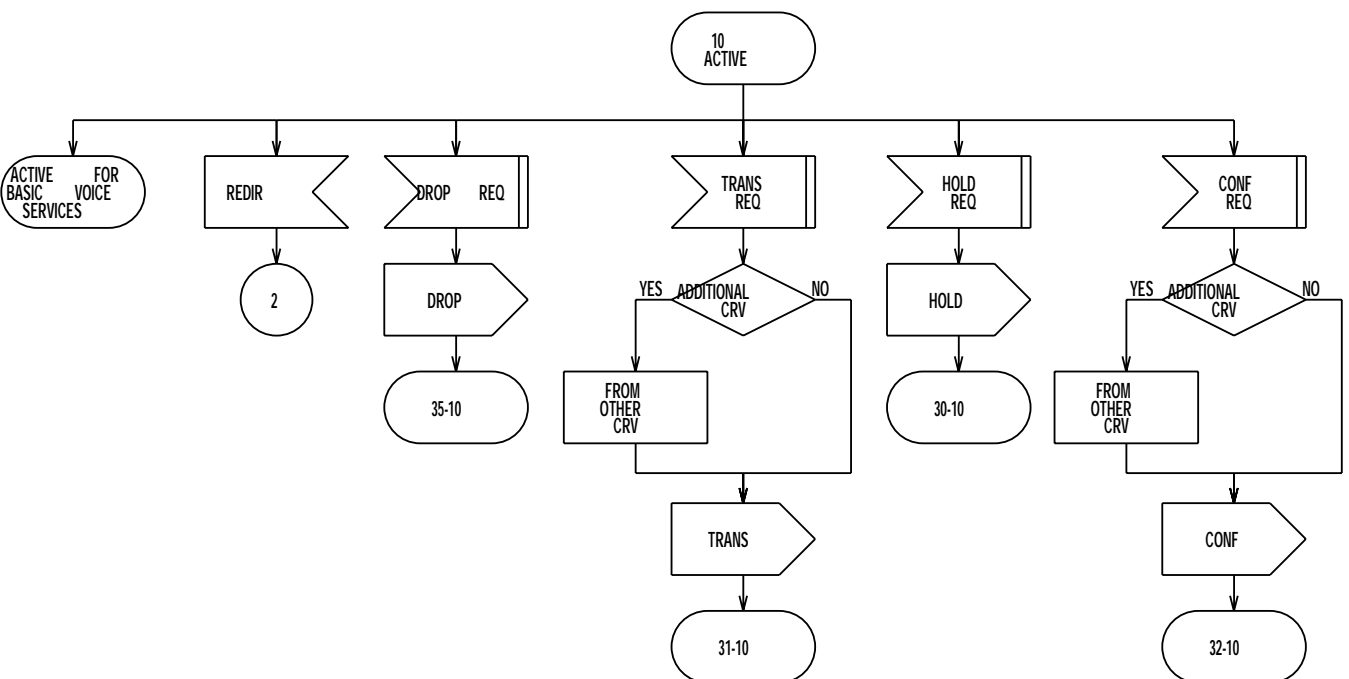 10
ACTIVE
ACTIVE FOR
BASIC VOICE
SERVICES
REDIR
DROP REQ
TRANS
REQ
HOLD
REQ
CONF
REQ
2
DROP
YES
ADDITIONAL
CRV
NO
HOLD
YES
ADDITIONAL
CRV
NO
35-10
FROM
OTHER
CRV
30-10
FROM
OTHER
CRV
TRANS
CONF
31-10
32-10